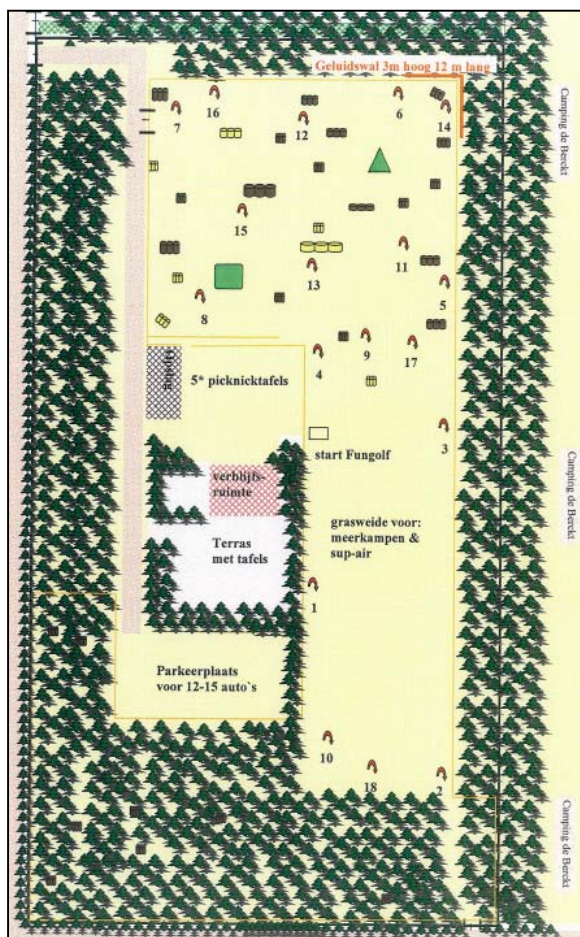 Geluidswal 3m hoog 12 m lang
Camping de Berckt
7
16
12
6
14
15
11
13
5
8
4
9
17
Opslag
5* picknicktafels
3
start Fungolf
verblijfs-
ruimte
grasweide voor:
meerkampen &
sup-air
Terras
met tafels
Camping de Berckt
1
Parkeerplaats
voor 12-15 auto`s
10
18
2
Camping de Berckt